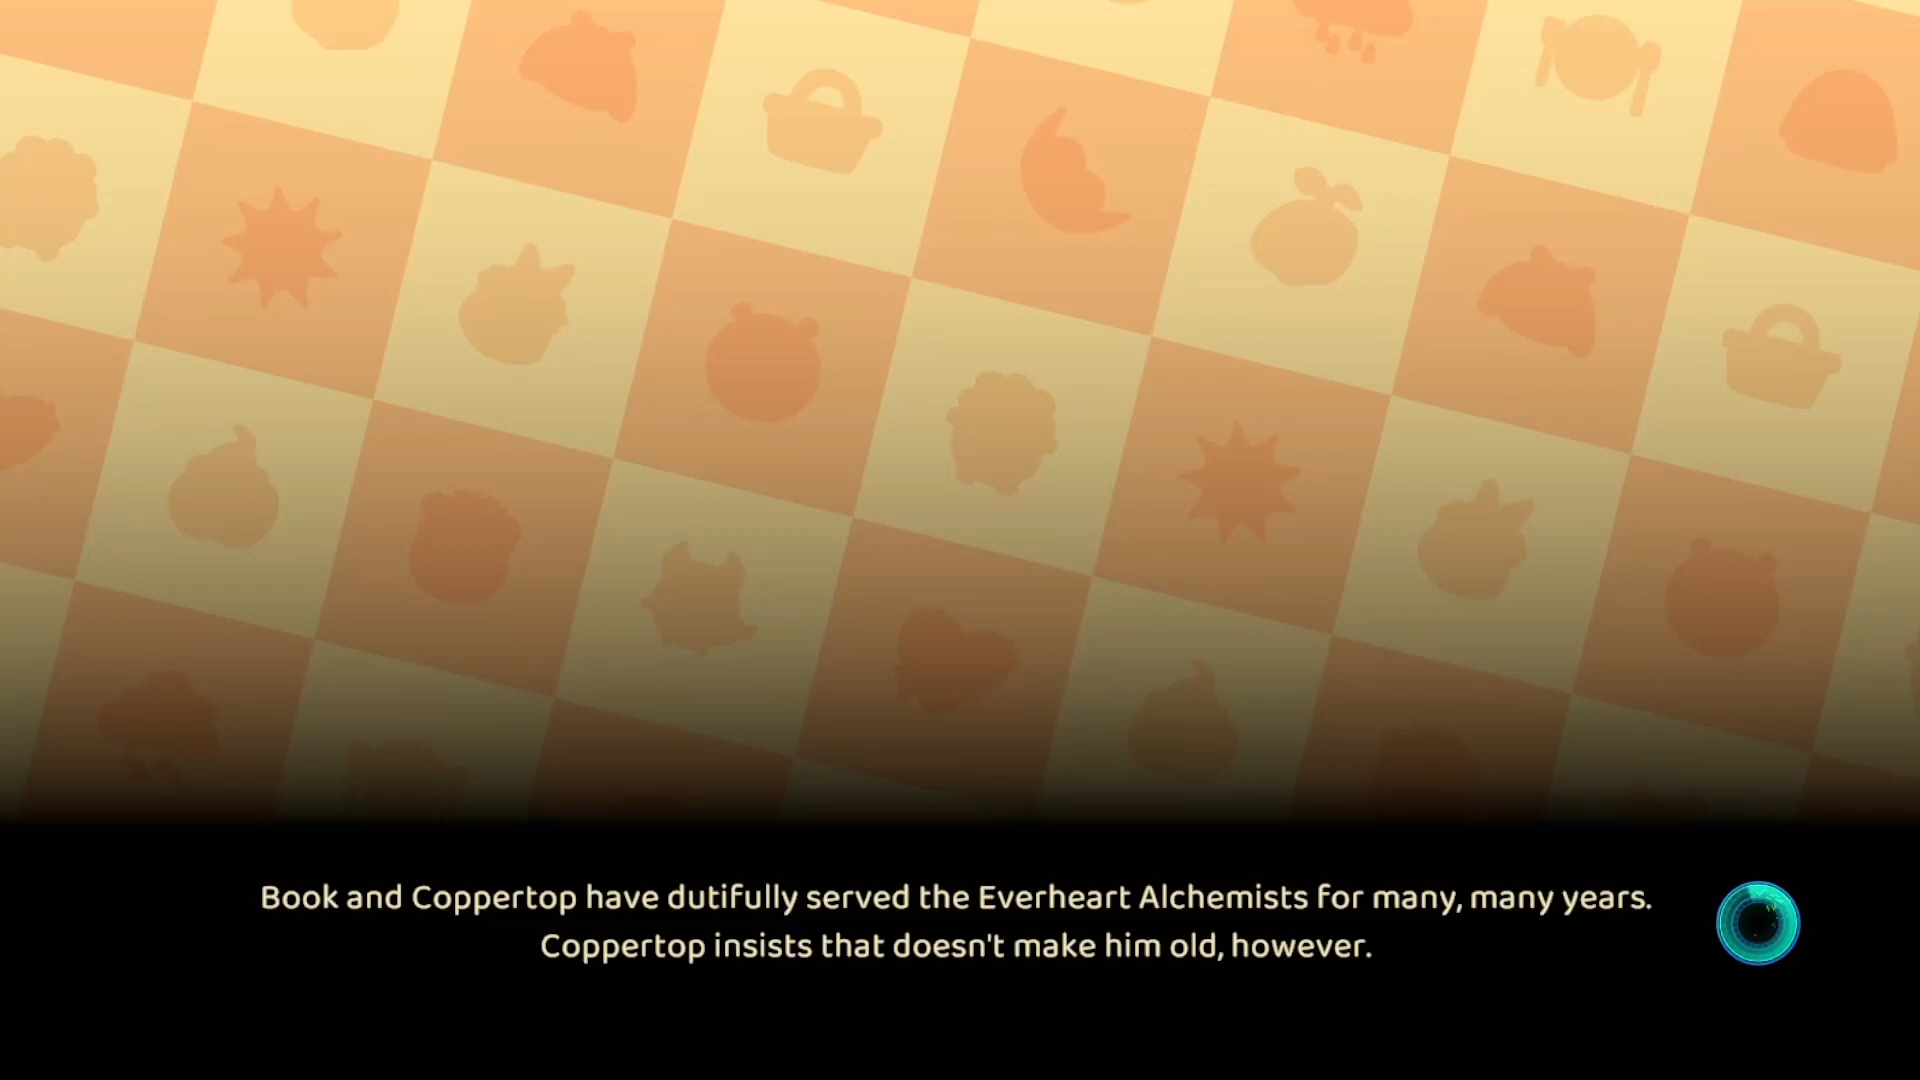 Book and Coppertop have dutifully served the Everheart Alchemists for many, many years.
Coppertop insists that doesn't make him old, however.